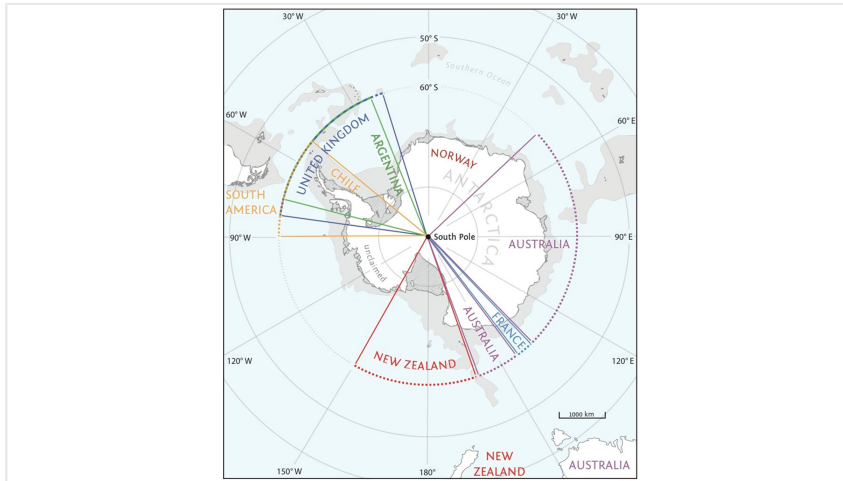 30° W
30° W
50° S
Southern Ocean
60° S
60° W
60° E
UNITED KINGDOM
ARGENTINA
NORWAY
ANTARCTICA
CHILE
SOUTH
AMERICA
South Pole
90° W
AUSTRALIA
90° E
unclaimed
AUSTRALIA
FRANCE
NEW ZEALAND
120° W
120° E
1000 km
150° W
180°
NEW
ZEALAND
AUSTRALIA